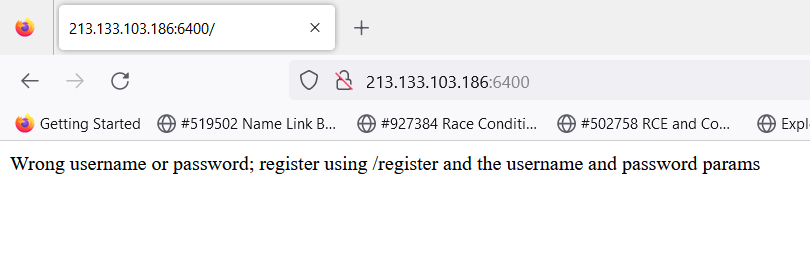 213.133.103.186:6400/
213.133.103.186:6400
Getting Started #519502 Name Link B... #927384 Race Conditi... #502758 RCE and Co... Expl
Wrong username or password; register using /register and the username and password params